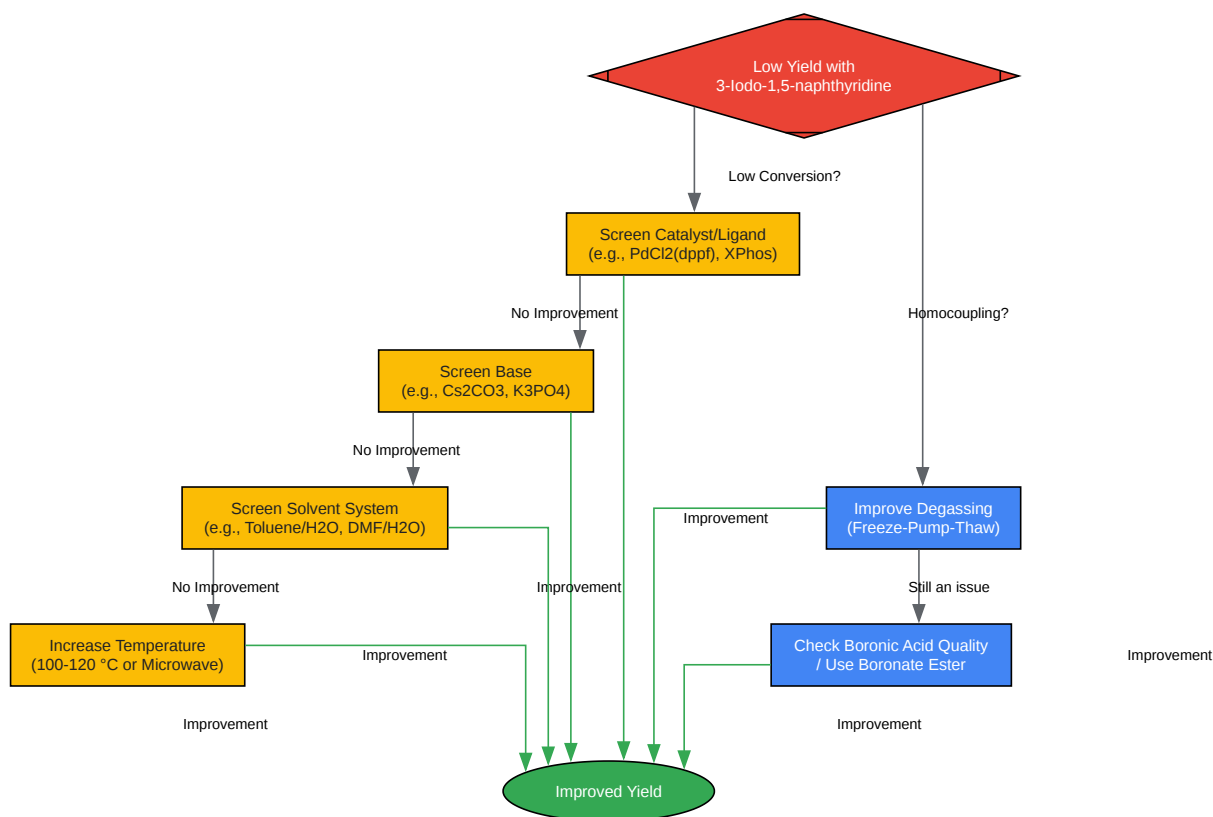 Low Yield with
3-Iodo-1,5-naphthyridine
Low Conversion?
Screen Catalyst/Ligand
(e.g., PdCl2(dppf), XPhos)
No Improvement
Homocoupling?
Screen Base
(e.g., Cs2CO3, K3PO4)
No Improvement
Screen Solvent System
(e.g., Toluene/H2O, DMF/H2O)
Improvement
Improve Degassing
(Freeze-Pump-Thaw)
No Improvement
Improvement
Still an issue
Increase Temperature
(100-120 °C or Microwave)
Improvement
Check Boronic Acid Quality
/ Use Boronate Ester
Improvement
Improvement
Improvement
Improved Yield